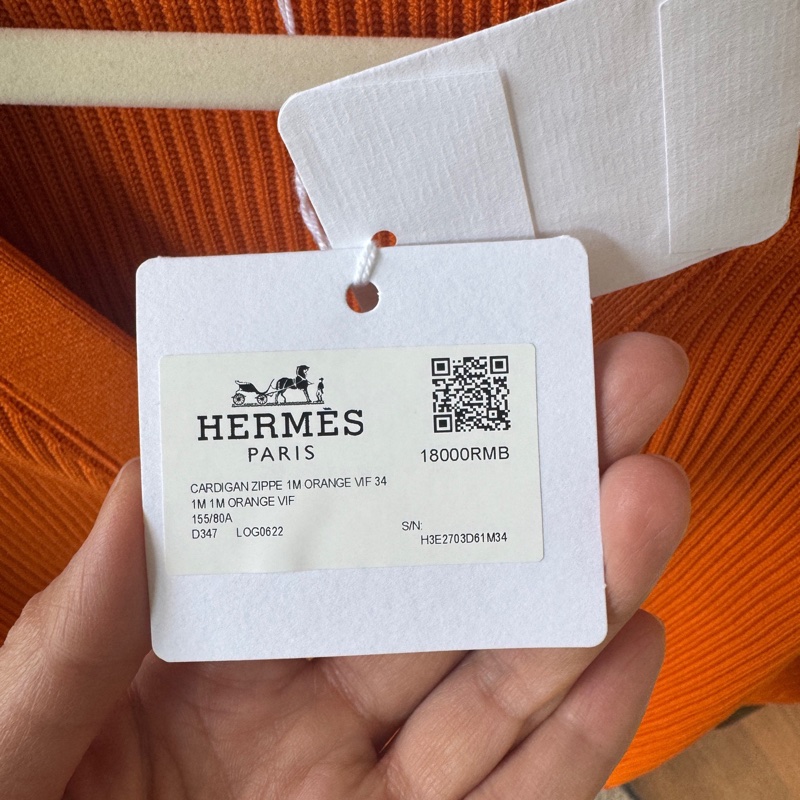 HERMÈS
PARIS
18000RMB
CARDIGAN ZIPPE 1M ORANGE VIF 34
1M 1M ORANGE VIF
155/80A
D347 LOG0622
S/N:
H3E2703D61M34